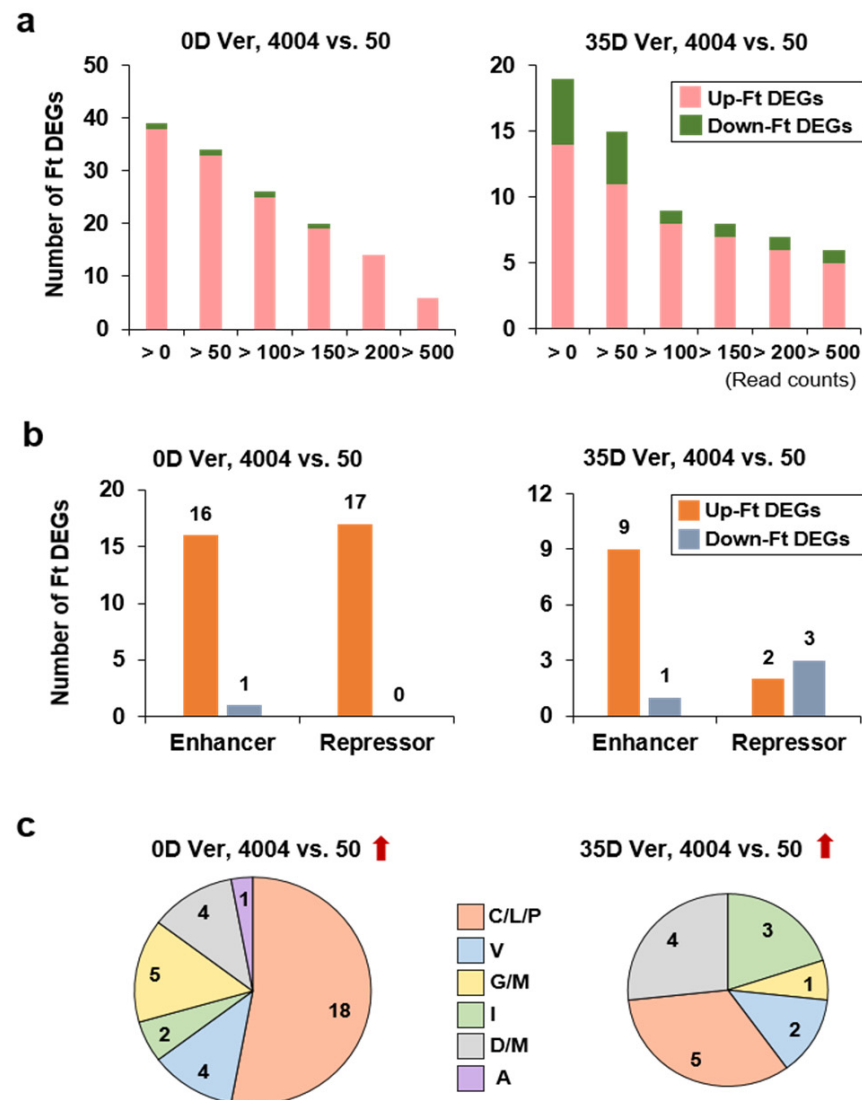 a
0D Ver, 4004 vs. 50
35D Ver, 4004 vs. 50
Number of Ft DEGs
50
40
30
20
10
0
> 0 > 50 > 100 > 150 > 200 > 500
20
15
10
5
0
Up-Ft DEGs
Down-Ft DEGs
> 0 > 50 > 100 > 150 > 200 > 500
(Read counts)
b
0D Ver, 4004 vs. 50
35D Ver, 4004 vs. 50
Number of Ft DEGs
20
15
10
5
0
16
1
17
0
Enhancer Repressor
12
9
6
3
0
Up-Ft DEGs
Down-Ft DEGs
9
1
2
3
Enhancer Repressor
c
0D Ver, 4004 vs. 50
35D Ver, 4004 vs. 50
1
4
5
2
4
18
C/L/P
V
G/M
I
D/M
A
4
3
1
2
5